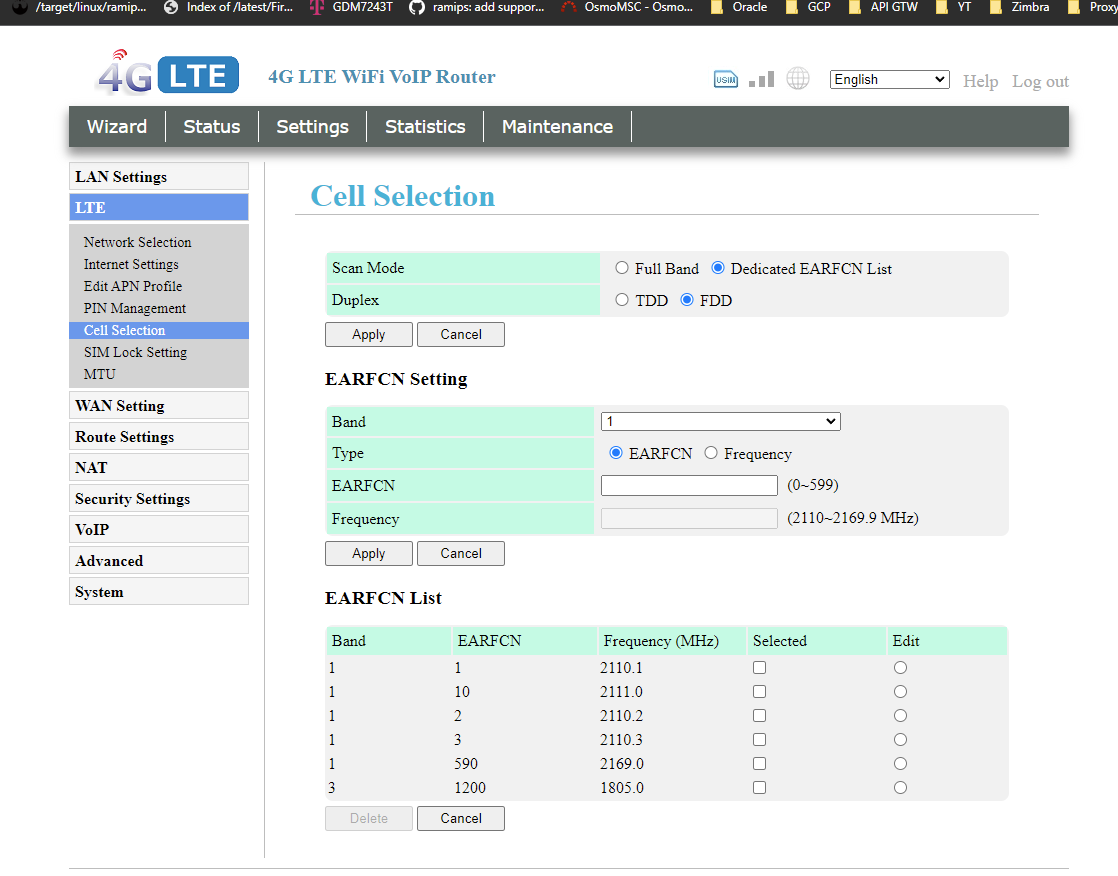 /target/linux/ramip... Index of /latest/Fir... GDM7243T ramips: add suppor... OsmoMSC - Osmo... Oracle GCP API GTW YT Zimbra Proxy
4G LTE 4G LTE WiFi VoIP Router USIM English Help Log out
Wizard Status Settings Statistics Maintenance
LAN Settings
LTE
Network Selection
Internet Settings
Edit APN Profile
PIN Management
Cell Selection
SIM Lock Setting
MTU
WAN Setting
Route Settings
NAT
Security Settings
VoIP
Advanced
System
Cell Selection
Scan Mode Full Band Dedicated EARFCN List
Duplex TDD FDD
Apply Cancel
EARFCN Setting
Band 1
Type EARFCN Frequency
EARFCN (0~599)
Frequency (2110~2169.9 MHz)
Apply Cancel
EARFCN List
Band EARFCN Frequency (MHz) Selected Edit
1 1 2110.1
1 10 2111.0
1 2 2110.2
1 3 2110.3
1 590 2169.0
3 1200 1805.0
Delete Cancel